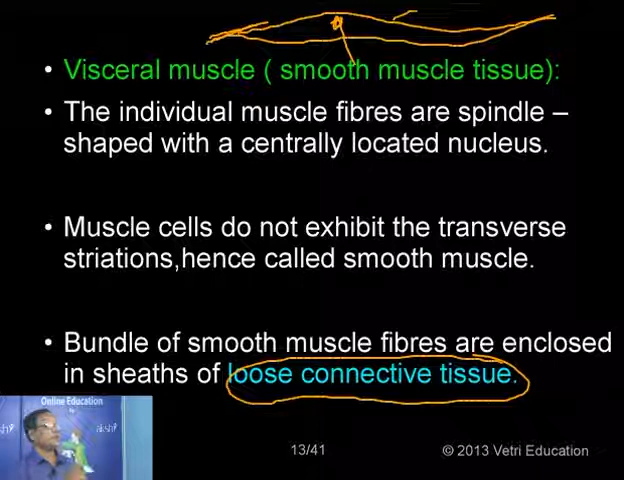 • Visceral muscle ( smooth muscle tissue):
• The individual muscle fibres are spindle –
shaped with a centrally located nucleus.
• Muscle cells do not exhibit the transverse
striations,hence called smooth muscle.
• Bundle of smooth muscle fibres are enclosed
in sheaths of loose connective tissue.
Online Education
13/41
© 2013 Vetri Education